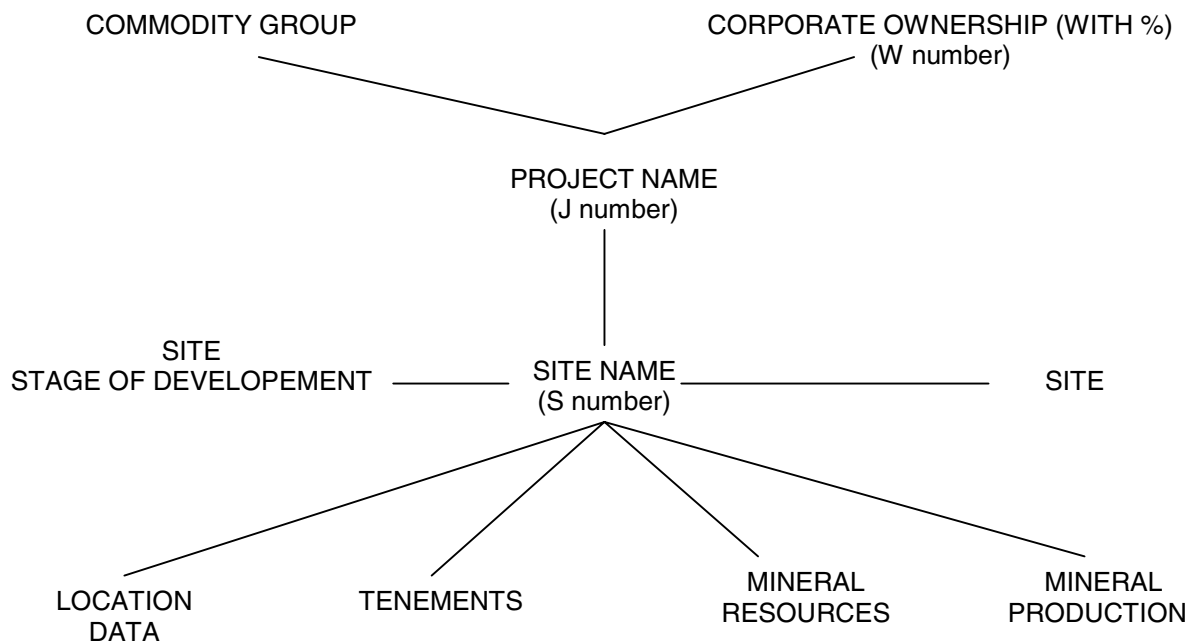 COMMODITY GROUP
CORPORATE OWNERSHIP (WITH %)
(W number)
PROJECT NAME
(J number)
SITE
STAGE OF DEVELOPEMENT
SITE NAME
(S number)
SITE
LOCATION
DATA
TENEMENTS
MINERAL
RESOURCES
MINERAL
PRODUCTION